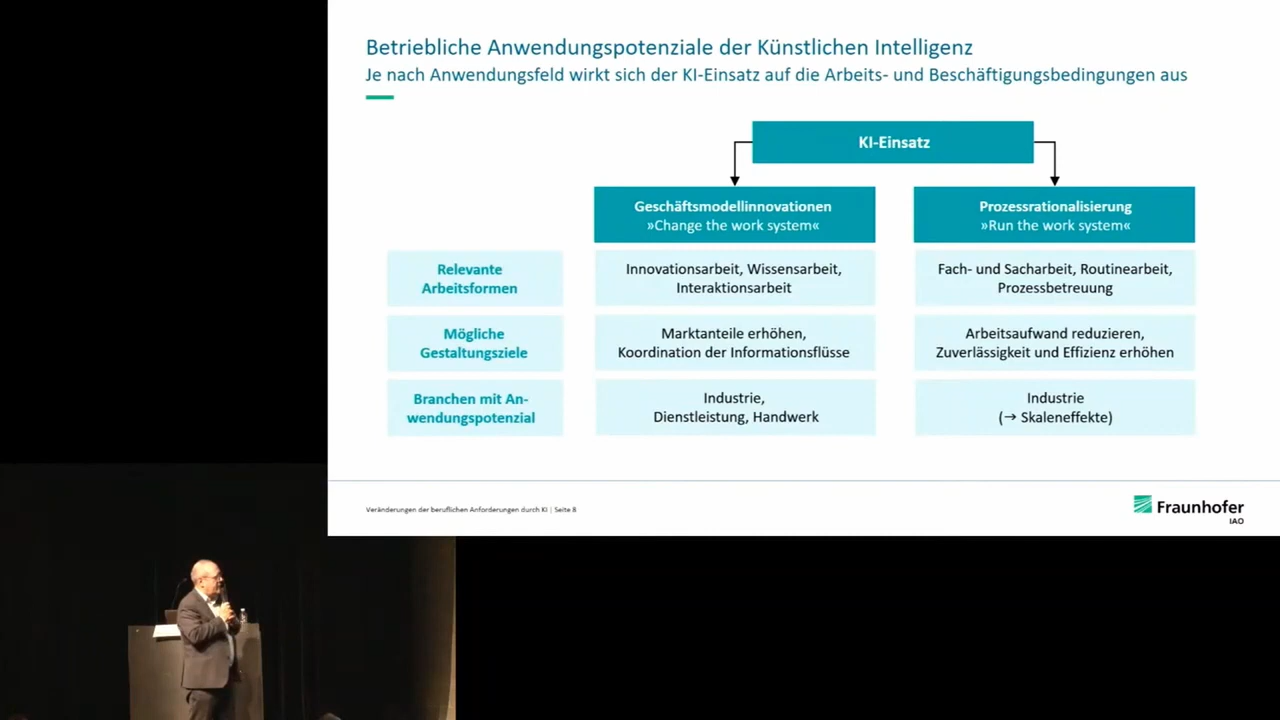 Betriebliche Anwendungspotenziale der Künstlichen Intelligenz
Je nach Anwendungsfeld wirkt sich der KI-Einsatz auf die Arbeits- und Beschäftigungsbedingungen aus
KI-Einsatz
Geschäftsmodellinnovationen
»Change the work system«
Prozessrationalisierung
»Run the work system«
Relevante
Arbeitsformen
Innovationsarbeit, Wissensarbeit,
Interaktionsarbeit
Fach- und Sacharbeit, Routinearbeit,
Prozessbetreuung
Mögliche
Gestaltungsziele
Marktanteile erhöhen,
Koordination der Informationsflüsse
Arbeitsaufwand reduzieren,
Zuverlässigkeit und Effizienz erhöhen
Branchen mit An-
wendungspotenzial
Industrie,
Dienstleistung, Handwerk
Industrie
(→ Skaleneffekte)
Veränderungen der beruflichen Anforderungen durch KI | Seite 8
Fraunhofer
IAO